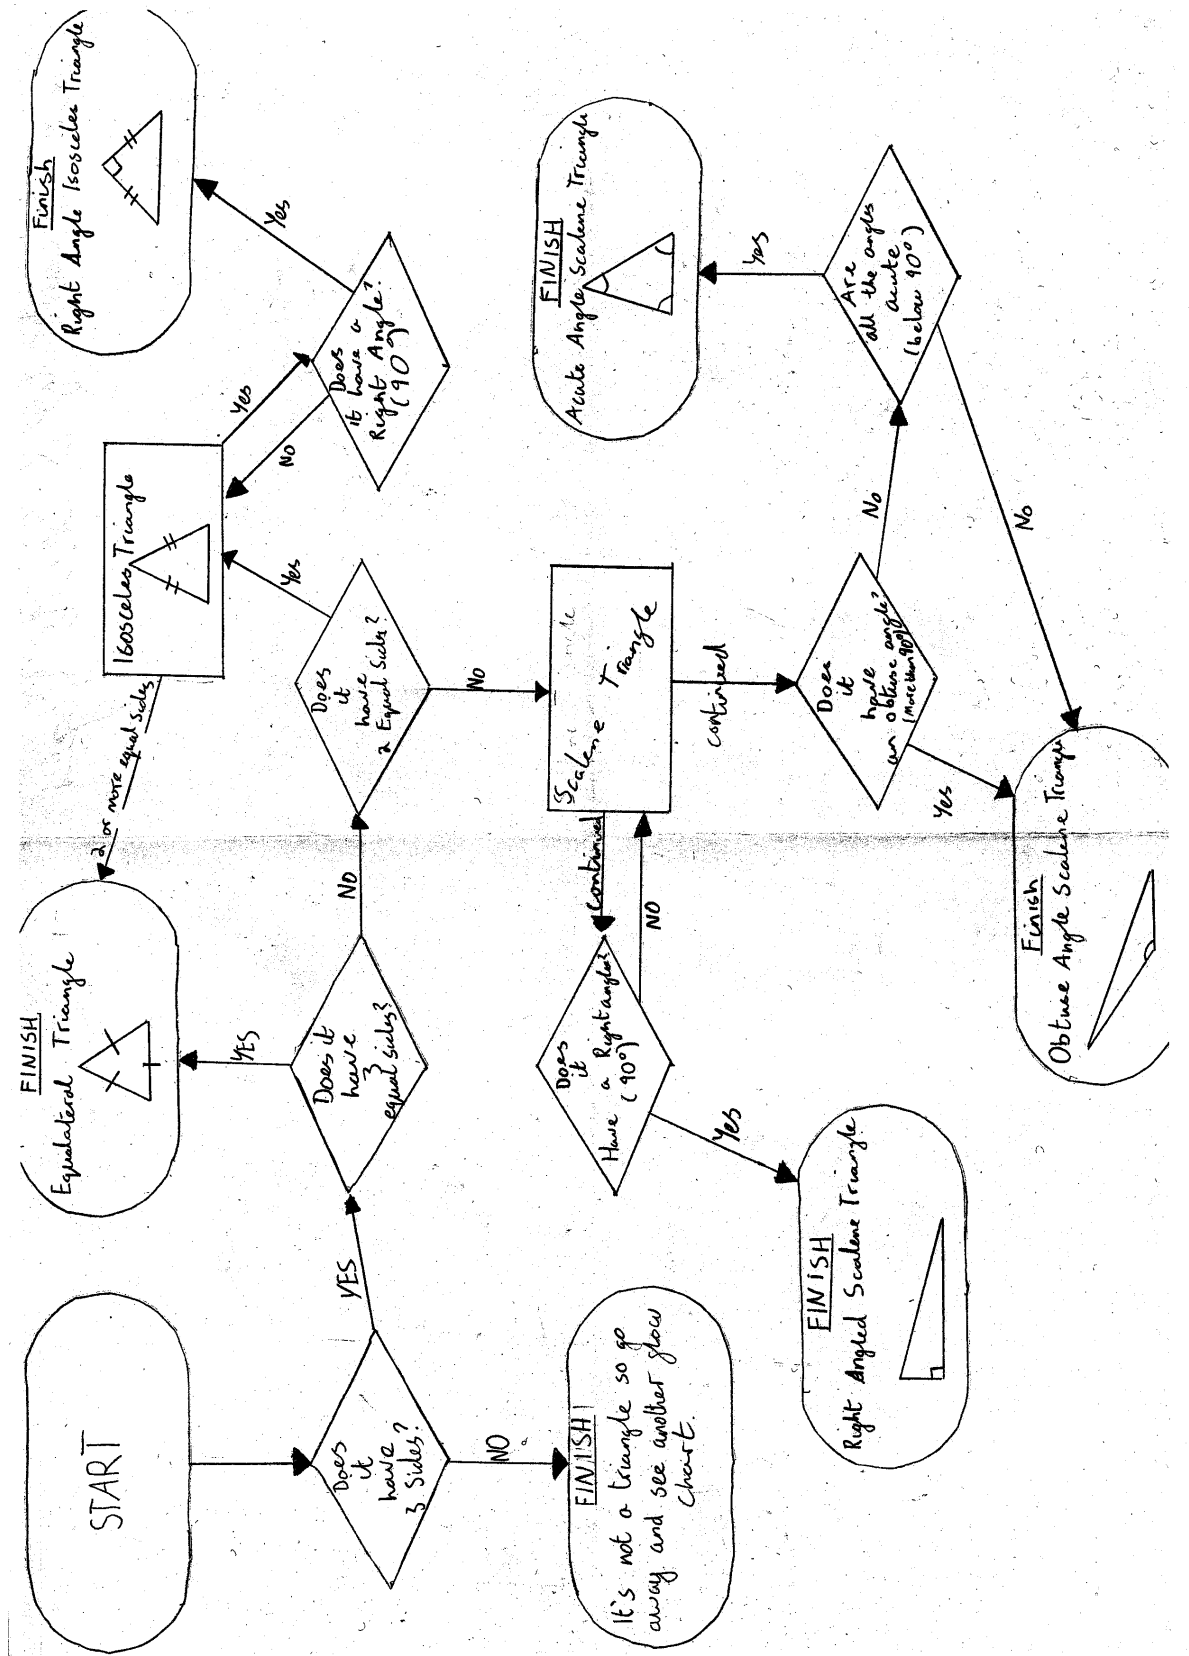 START
Does
it
have
3 Sides?
YES
NO
FINISH!
It's not a triangle so go
away and see another flow
Chart.
Does it
have
3
equal sides?
YES
NO
FINISH
Equalateral Triangle!
Does
it
have
2 Equal Sides?
Yes
NO
Isosceles Triangle
2 or more equal sides
Yes
NO
Does
it have a
Right Angle?
(90°)
Yes
Finish
Right Angle Isosceles Triangle
Scalene
Triangle
continued
NO
Does
it
Have a Right angle?
(90°)
Yes
FINISH
Right Angled Scalene Triangle
continued
Does
it
have
an obtuse angle?
(More than 90°)
Yes
No
Finish
Obtuse Angle Scalene Triangle
Are
all the angles
acute
(below 90°)
Yes
No
FINISH
Acute Angle Scalene Triangle